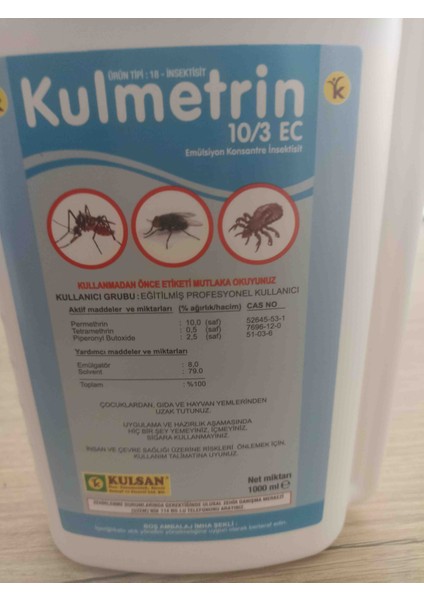 ÜRÜN TİPİ : 18 - İNSEKTİSİT
Kulmetrin
10/3 EC
Emülsiyon Konsantre İnsektisit
k
KULLANMADAN ÖNCE ETİKETİ MUTLAKA OKUYUNUZ
KULLANICI GRUBU : EĞİTİLMİŞ PROFESYONEL KULLANICI
Aktif maddeler ve miktarları (% ağırlık/hacim) CAS NO
Permethrin : 10,0 (saf) 52645-53-1
Tetramethrin : 0,5 (saf) 7696-12-0
Piperonyl Butoxide : 2,5 (saf) 51-03-6
Yardımcı maddeler ve miktarları
Emülgatör : 8,0
Solvent : 79,0
Toplam : %100
ÇOCUKLARDAN, GIDA VE HAYVAN YEMLERİNDEN
UZAK TUTUNUZ.
UYGULAMA VE HAZIRLIK AŞAMASINDA
HİÇ BİR ŞEY YEMEYİNİZ, İÇMEYİNİZ,
SİGARA KULLANMAYINIZ.
İNSAN VE ÇEVRE SAĞLIĞI ÜZERİNE RİSKLERİ ÖNLEMEK İÇİN,
KULLANIM TALİMATINA UYUNUZ.
KULSAN
Net miktarı
1000 ml e
BOŞ AMBALAJ İMHA ŞEKLİ :